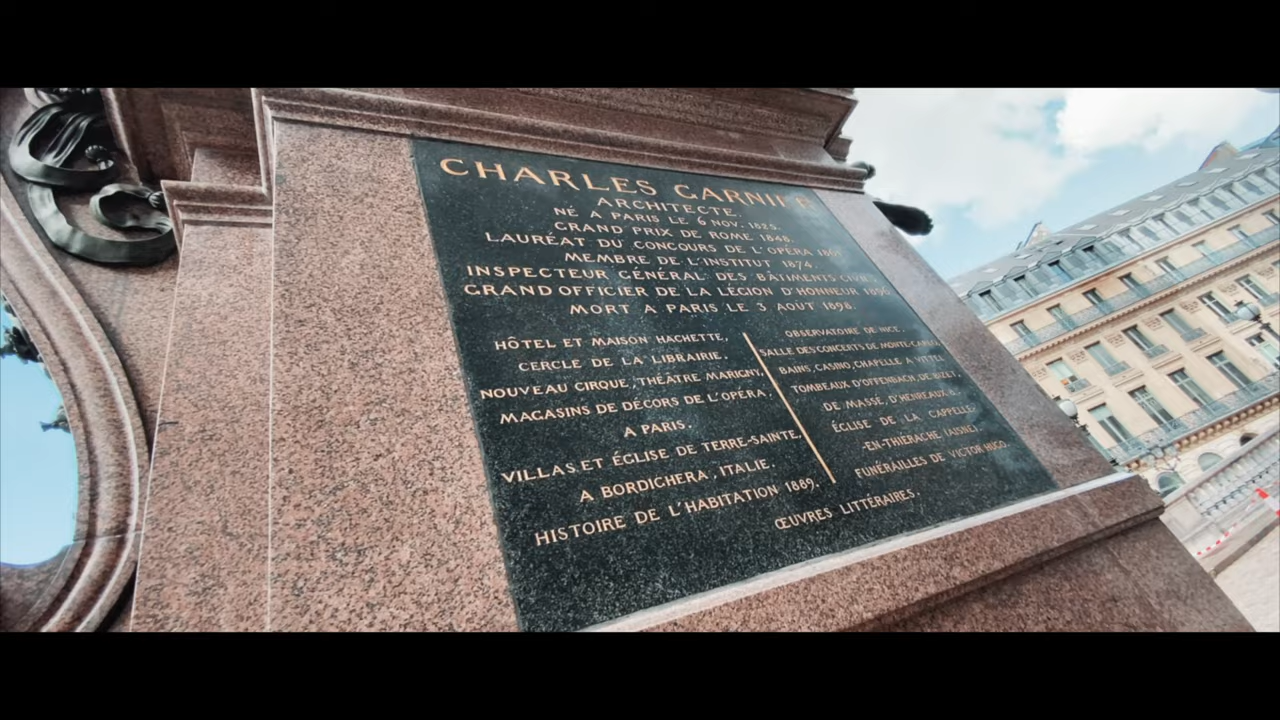 CHARLES GARNIER
ARCHITECTE.
NÉ A PARIS LE 6 NOV. 1825.
GRAND PRIX DE ROME 1848.
LAURÉAT DU CONCOURS DE L'OPÉRA
MEMBRE DE L'INSTITUT 1874.
INSPECTEUR GÉNÉRAL DES BÂTIMENTS CIVILS
GRAND OFFICIER DE LA LÉGION D'HONNEUR
MORT A PARIS LE 3 AOUT 1898.
HÔTEL ET MAISON HACHETTE,
CERCLE DE LA LIBRAIRIE.
NOUVEAU CIRQUE, THÉÂTRE MARIGNY,
MAGASINS DE DÉCORS DE L'OPÉRA.
A PARIS.
VILLAS ET ÉGLISE DE TERRE-SAINTE,
A BORDICHERA, ITALIE.
HISTOIRE DE L'HABITATION 1889.
OBSERVATOIRE DE NICE.
SALLE DES CONCERTS DE MONTE-CARLO
BAINS, CASINO, CHAPELLE A VITTEL
TOMBEAUX D'OFFENBACH, DE BIZET,
DE MASSÉ,
ÉGLISE DE LA CAPPELLE-
-EN-THIERACHE (AISNE)
FUNÉRAILLES DE VICTOR HUGO.
ŒUVRES LITTÉRAIRES.